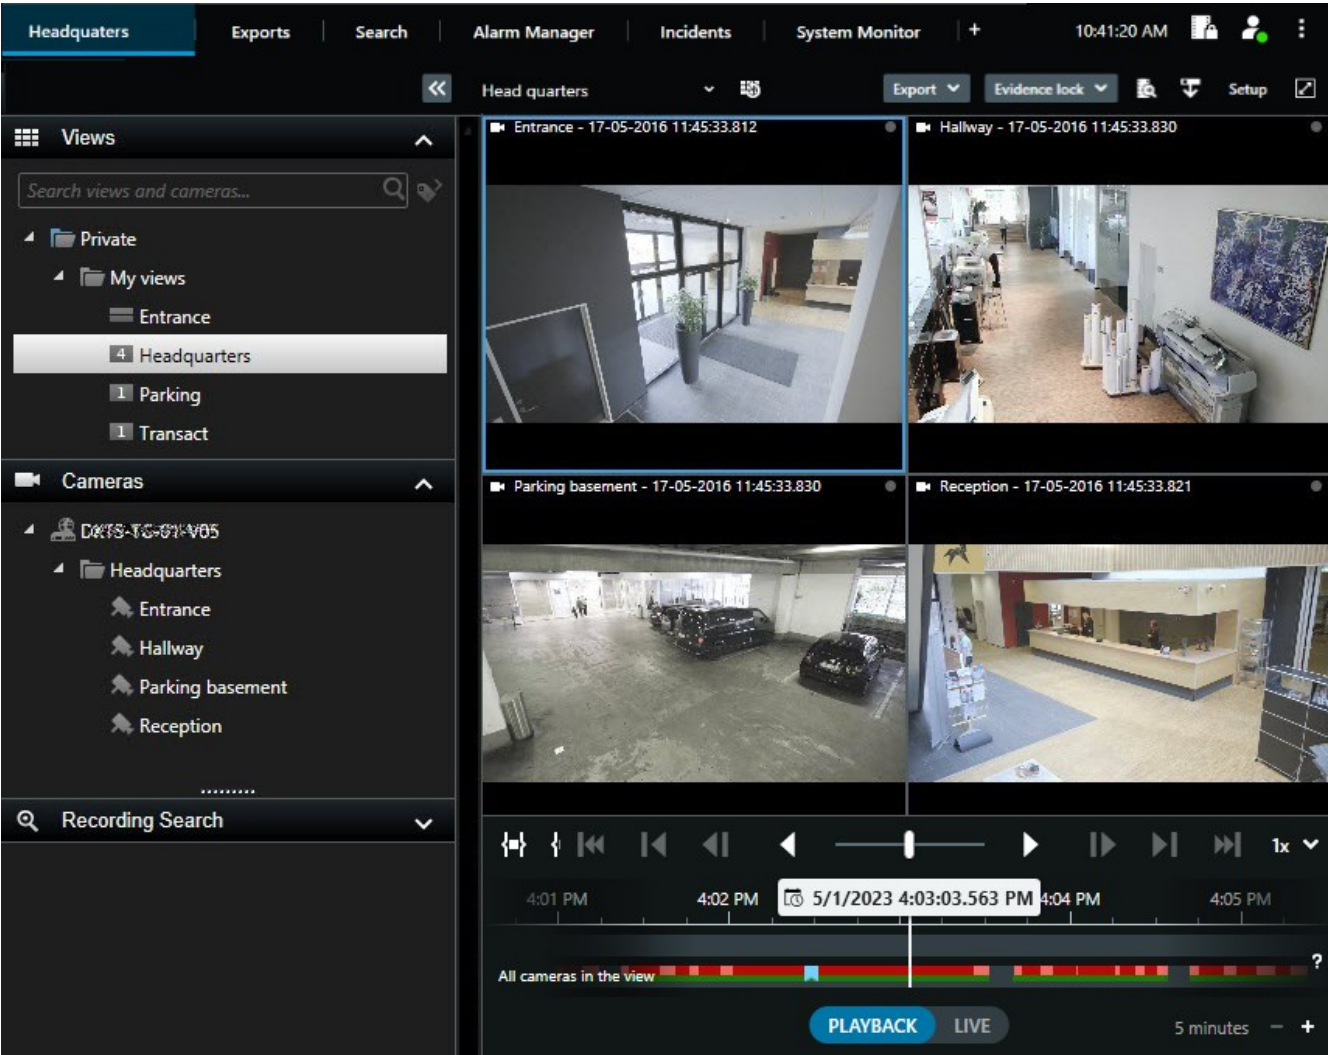 Headquaters Exports Search Alarm Manager Incidents System Monitor + 10:41:20 AM
Head quarters Export Evidence lock Setup
Views
Search views and cameras...
Private
My views
Entrance
4 Headquarters
1 Parking
1 Transact
Cameras
Headquarters
Entrance
Hallway
Parking basement
Reception
Recording Search
Entrance - 17-05-2016 11:45:33.812
Hallway - 17-05-2016 11:45:33.830
Parking basement - 17-05-2016 11:45:33.830
Reception - 17-05-2016 11:45:33.821
1x
4:01 PM 4:02 PM 5/1/2023 4:03:03.563 PM 4:04 PM 4:05 PM
All cameras in the view ?
PLAYBACK LIVE
5 minutes − +